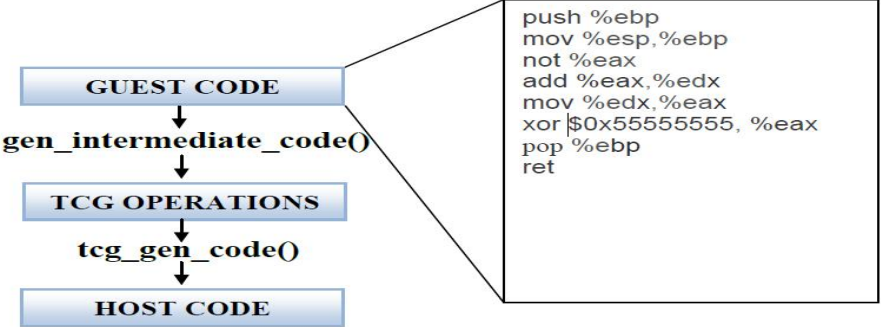 GUEST CODE
gen_intermediate_code()
TCG OPERATIONS
tcg_gen_code()
HOST CODE
push %ebp
mov %esp,%ebp
not %eax
add %eax,%edx
mov %edx,%eax
xor $0x55555555, %eax
pop %ebp
ret